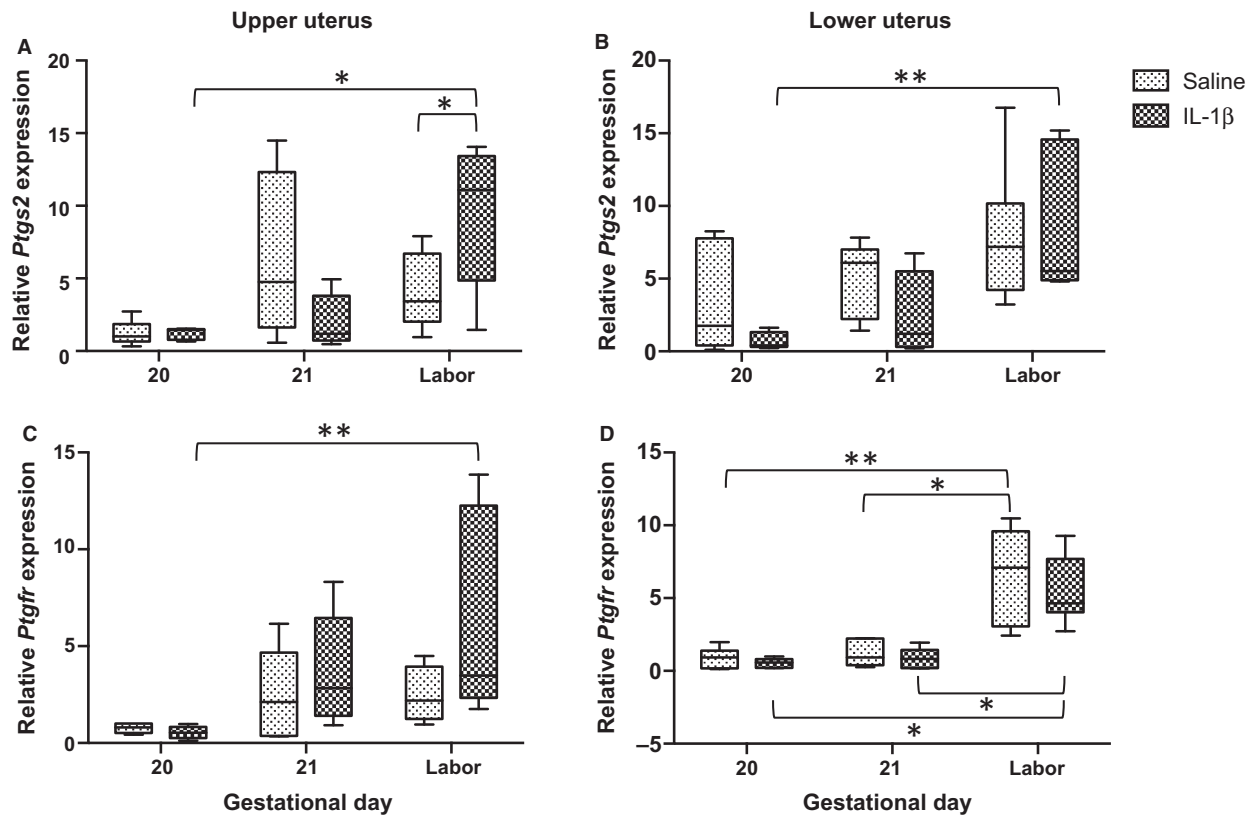 Upper uterus
Lower uterus
A
B
Saline
IL-1β
Relative Ptgs2 expression
20
15
10
5
0
*
*
20
21
Labor
Relative Ptgs2 expression
20
15
10
5
0
**
20
21
Labor
C
D
Relative Ptgfr expression
15
10
5
0
**
20
21
Labor
Gestational day
Relative Ptgfr expression
15
10
5
0
−5
**
*
*
*
20
21
Labor
Gestational day